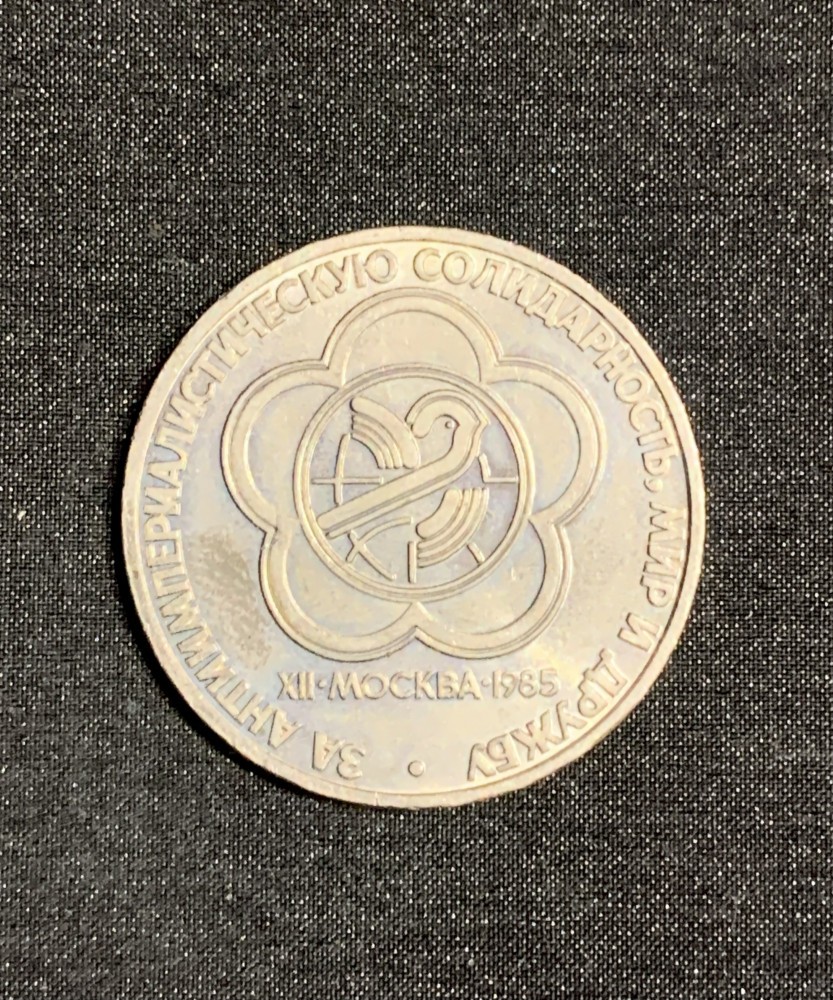 ЗА АНТИИМПЕРИАЛИСТИЧЕСКУЮ СОЛИДАРНОСТЬ, МИР И ДРУЖБУ •
XII·МОСКВА·1985